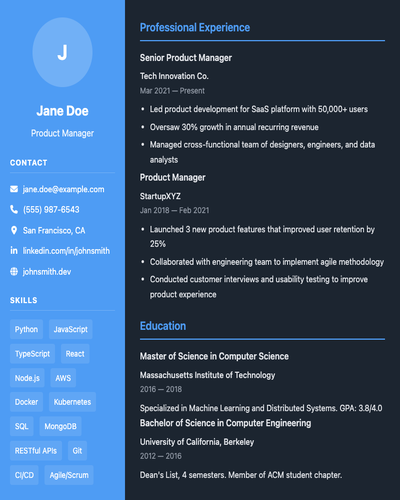 J
Jane Doe
Product Manager
CONTACT
jane.doe@example.com
(555) 987-6543
San Francisco, CA
linkedin.com/in/johnsmith
johnsmith.dev
SKILLS
Python JavaScript
TypeScript React
Node.js AWS
Docker Kubernetes
SQL MongoDB
RESTful APIs Git
CI/CD Agile/Scrum
Professional Experience
Senior Product Manager
Tech Innovation Co.
Mar 2021 — Present
• Led product development for SaaS platform with 50,000+ users
• Oversaw 30% growth in annual recurring revenue
• Managed cross-functional team of designers, engineers, and data
analysts
Product Manager
StartupXYZ
Jan 2018 — Feb 2021
• Launched 3 new product features that improved user retention by
25%
• Collaborated with engineering team to implement agile methodology
• Conducted customer interviews and usability testing to improve
product experience
Education
Master of Science in Computer Science
Massachusetts Institute of Technology
2016 — 2018
Specialized in Machine Learning and Distributed Systems. GPA: 3.8/4.0
Bachelor of Science in Computer Engineering
University of California, Berkeley
2012 — 2016
Dean's List, 4 semesters. Member of ACM student chapter.